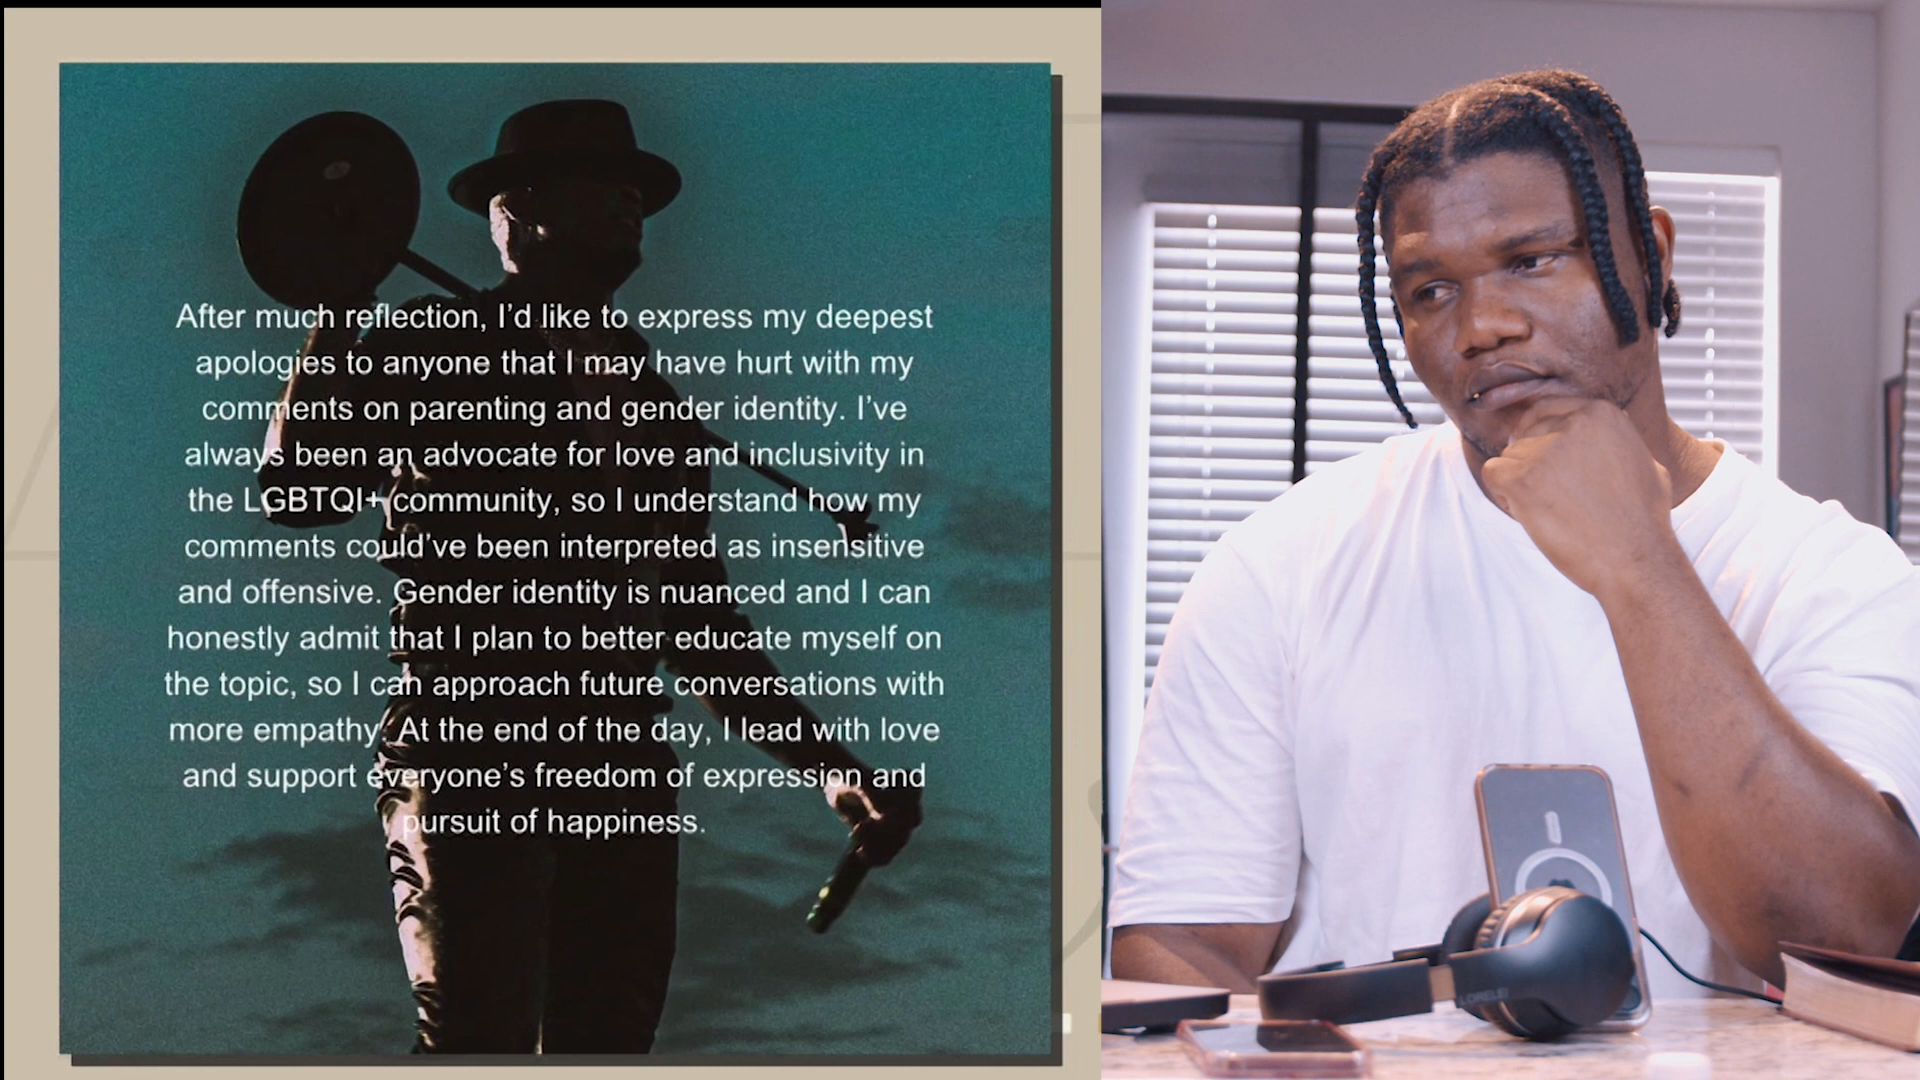 After much reflection, I’d like to express my deepest
apologies to anyone that I may have hurt with my
comments on parenting and gender identity. I’ve
always been an advocate for love and inclusivity in
the LGBTQI+ community, so I understand how my
comments could’ve been interpreted as insensitive
and offensive. Gender identity is nuanced and I can
honestly admit that I plan to better educate myself on
the topic, so I can approach future conversations with
more empathy. At the end of the day, I lead with love
and support everyone’s freedom of expression and
pursuit of happiness.
LORELEI